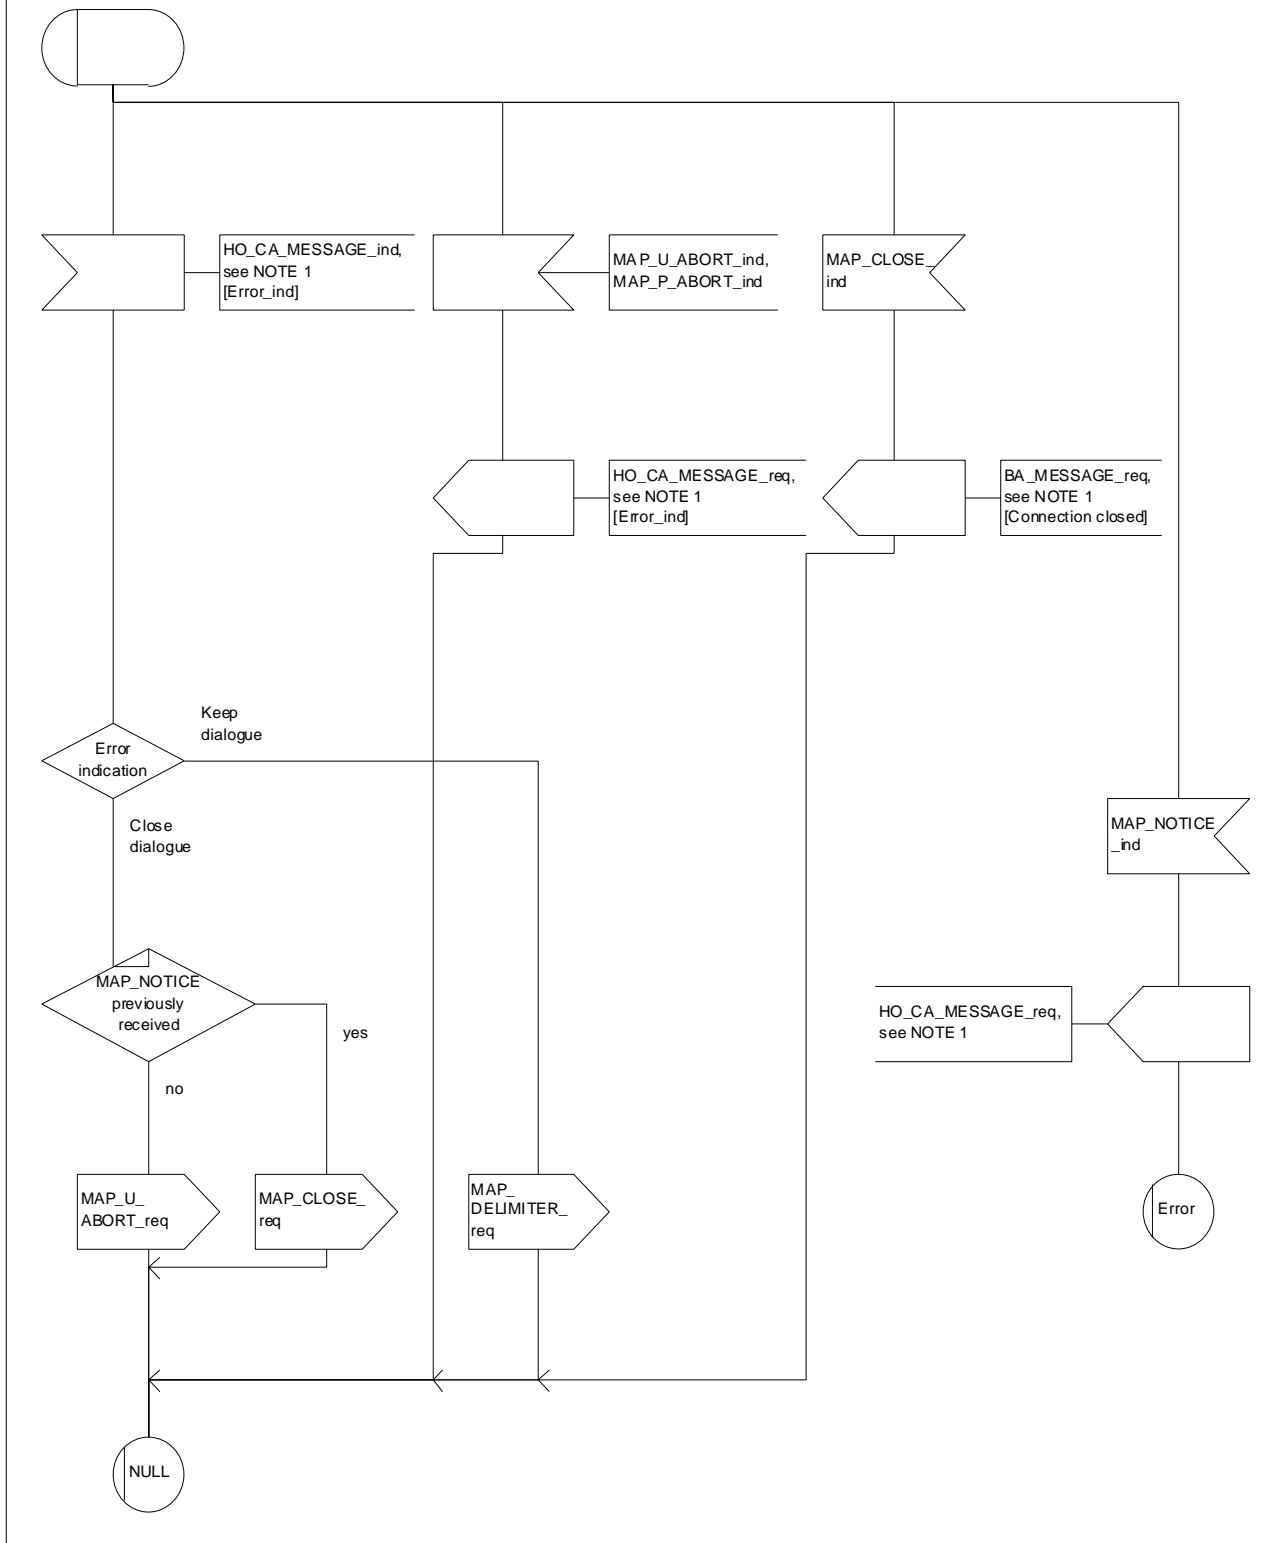 HO_CA_MESSAGE_ind,
see NOTE 1
[Error_ind]
MAP_U_ABORT_ind,
MAP_P_ABORT_ind
MAP_CLOSE_
ind
HO_CA_MESSAGE_req,
see NOTE 1
[Error_ind]
BA_MESSAGE_req,
see NOTE 1
[Connection closed]
Keep
dialogue
Error
indication
Close
dialogue
MAP_NOTICE
_ind
MAP_NOTICE
previously
received
yes
no
HO_CA_MESSAGE_req,
see NOTE 1
MAP_U_
ABORT_req
MAP_CLOSE_
req
MAP_
DELIMITER_
req
Error
NULL